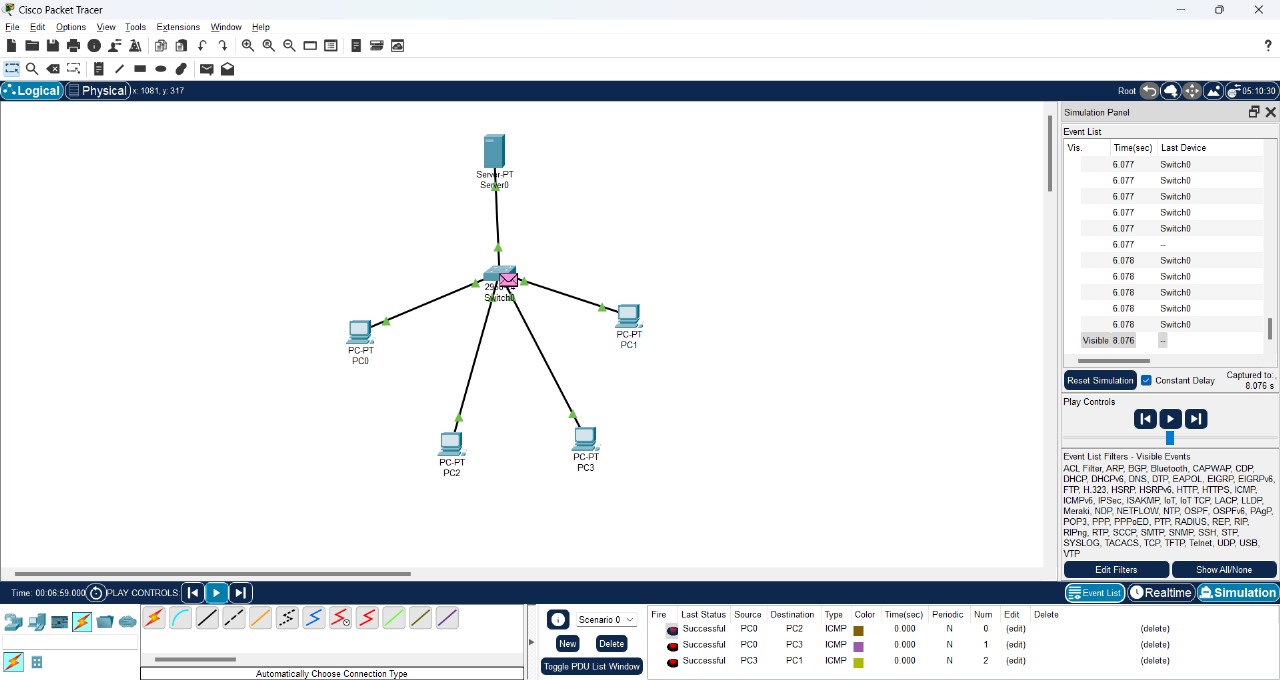 Cisco Packet Tracer
File Edit Options View Tools Extensions Window Help
?
Logical Physical x: 1081, y: 317 Root 05:10:30
Simulation Panel
Event List
Vis. Time(sec) Last Device
6.077 Switch0
6.077 Switch0
6.077 Switch0
6.077 Switch0
6.077 Switch0
6.077 --
6.078 Switch0
6.078 Switch0
6.078 Switch0
6.078 Switch0
6.078 Switch0
Visible 8.076 --
Reset Simulation Constant Delay Captured to:
8.076 s
Play Controls
Event List Filters - Visible Events
ACL Filter, ARP, BGP, Bluetooth, CAPWAP, CDP,
DHCP, DHCPv6, DNS, DTP, EAPOL, EIGRP, EIGRPv6,
FTP, H.323, HSRP, HSRPv6, HTTP, HTTPS, ICMP,
ICMPv6, IPSec, ISAKMP, IoT, IoT TCP, LACP, LLDP,
Meraki, NDP, NETFLOW, NTP, OSPF, OSPFv6, PAgP,
POP3, PPP, PPPoED, PTP, RADIUS, REP, RIP,
RIPng, RTP, SCCP, SMTP, SNMP, SSH, STP,
SYSLOG, TACACS, TCP, TFTP, Telnet, UDP, USB,
VTP
Edit Filters Show All/None
Server-PT
Server0
Switch0
PC-PT
PC0
PC-PT
PC1
PC-PT
PC2
PC-PT
PC3
Time: 00:06:59.000 PLAY CONTROLS: Event List Realtime Simulation
Automatically Choose Connection Type
Scenario 0
New Delete
Toggle PDU List Window
Fire Last Status Source Destination Type Color Time(sec) Periodic Num Edit Delete
Successful PC0 PC2 ICMP 0.000 N 0 (edit) (delete)
Successful PC0 PC3 ICMP 0.000 N 1 (edit) (delete)
Successful PC3 PC1 ICMP 0.000 N 2 (edit) (delete)